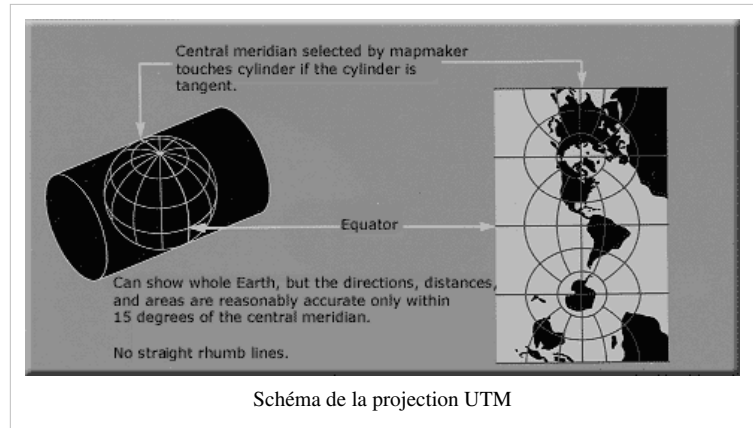 Central meridian selected by mapmaker
touches cylinder if the cylinder is
tangent.
Equator
Can show whole Earth, but the directions, distances,
and areas are reasonably accurate only within
15 degrees of the central meridian.
No straight rhumb lines.
Schéma de la projection UTM